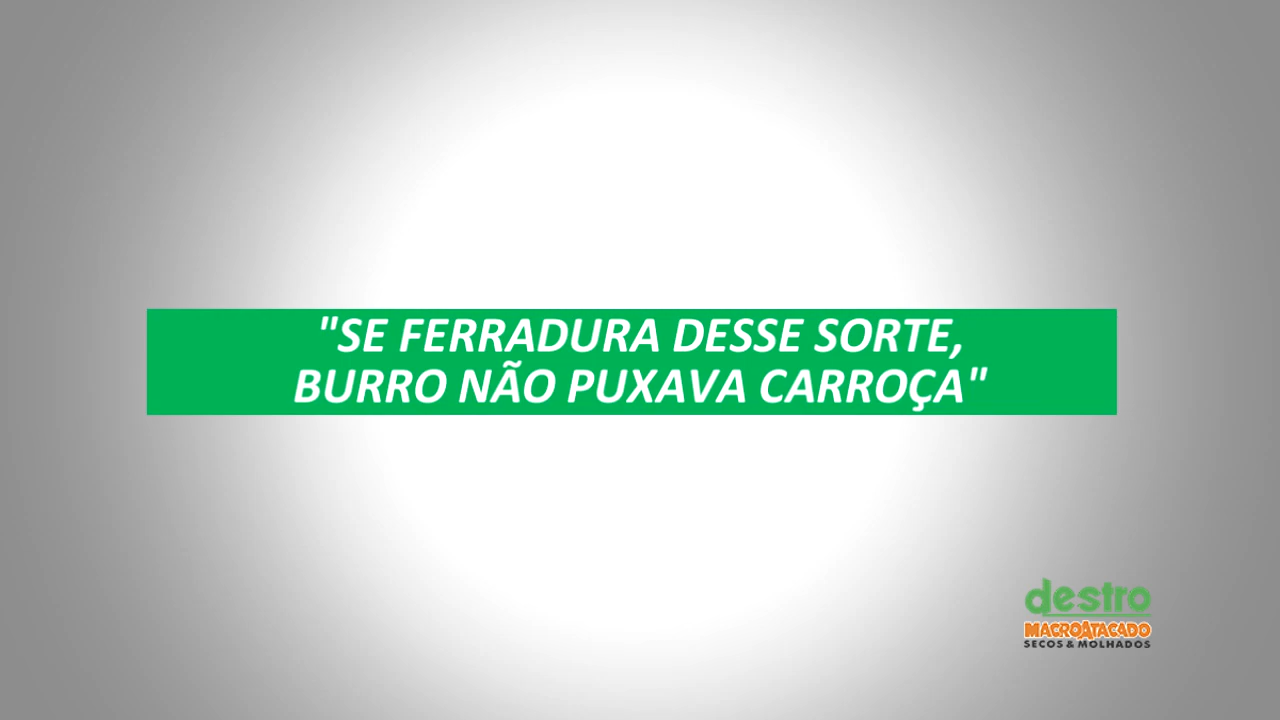 "SE FERRADURA DESSE SORTE,
BURRO NÃO PUXAVA CARROÇA"
destro
MACROATACADO
SECOS & MOLHADOS